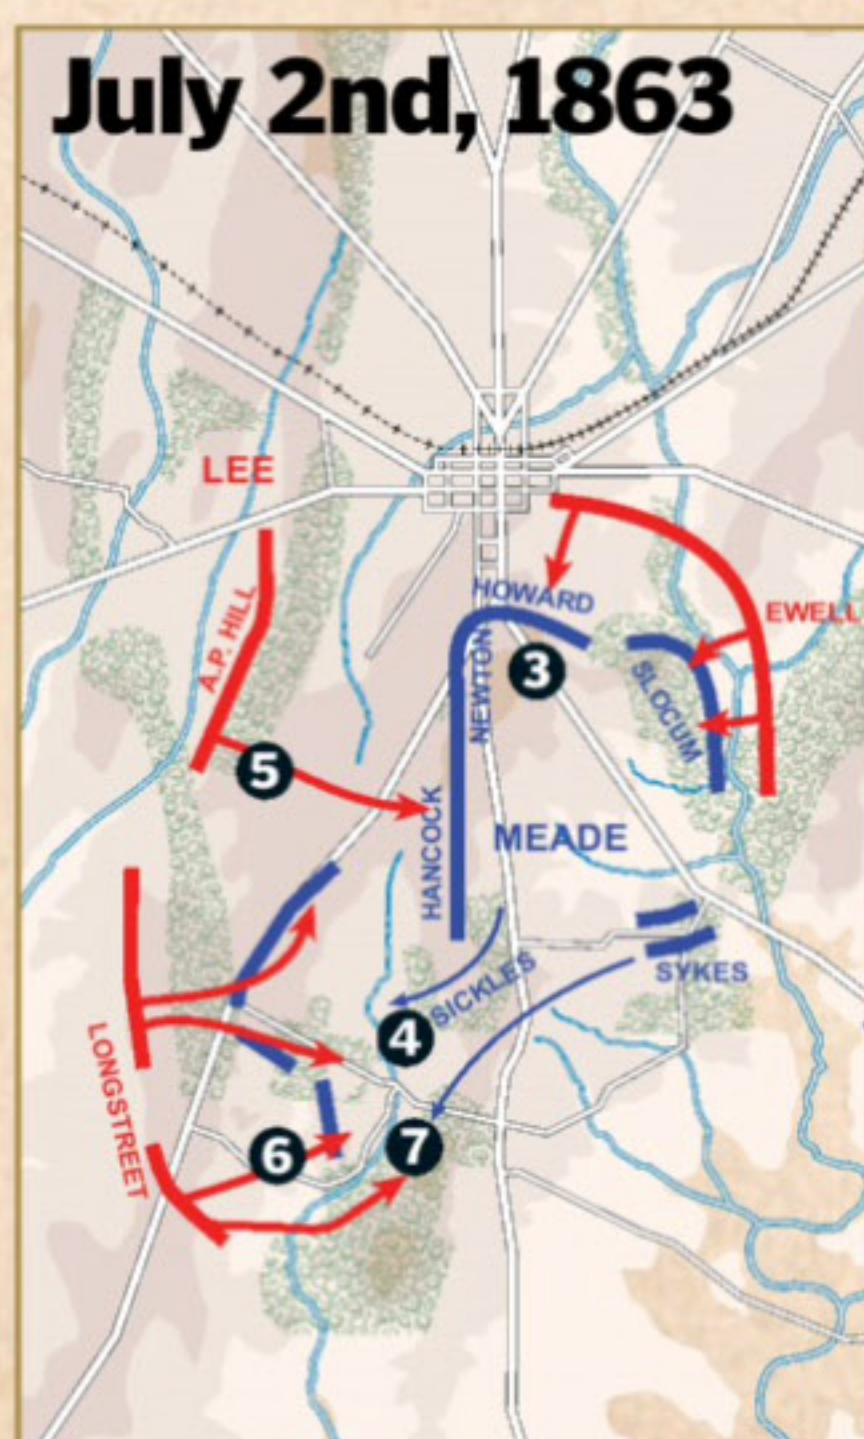 July 2nd, 1863
LEE
A.P. HILL
HOWARD
EWELL
NEWTON
3
SLOCUM
5
HANCOCK
MEADE
SICKLES
SYKES
4
LONGSTREET
6
7